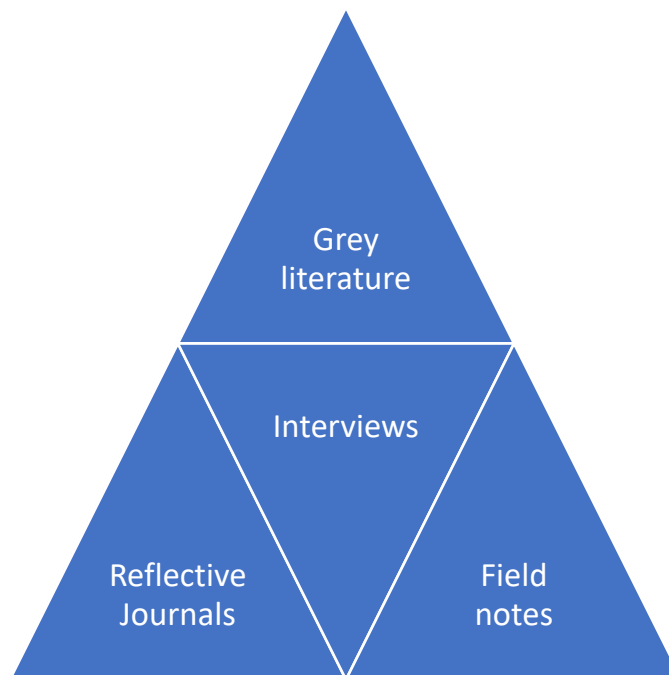 Grey
literature
Interviews
Reflective
Journals
Field
notes